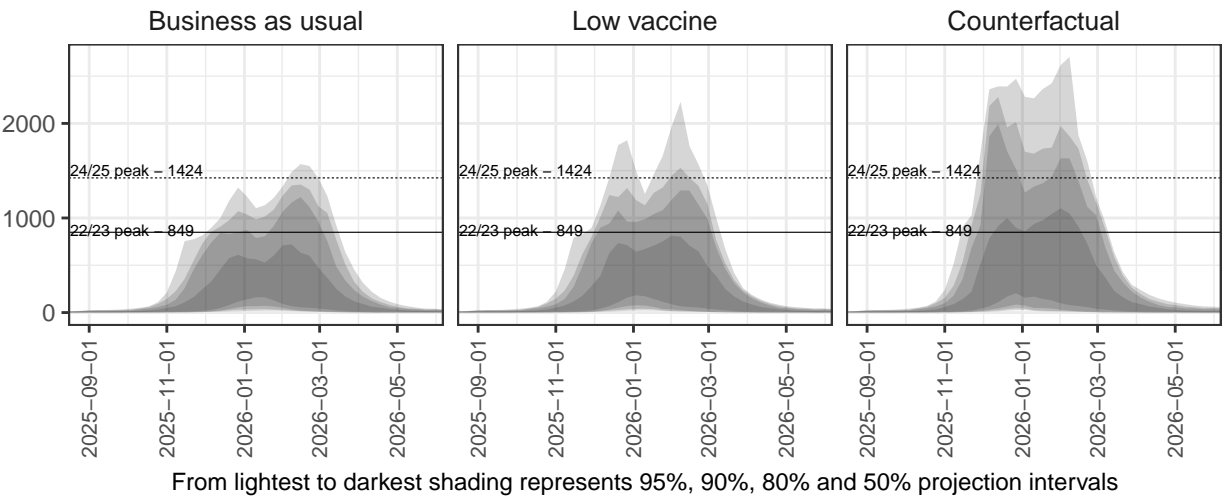 Business as usual
Low vaccine
Counterfactual
2000
1000
0
24/25 peak − 1424
22/23 peak − 849
24/25 peak − 1424
22/23 peak − 849
24/25 peak − 1424
22/23 peak − 849
2025−09−01
2025−11−01
2026−01−01
2026−03−01
2026−05−01
2025−09−01
2025−11−01
2026−01−01
2026−03−01
2026−05−01
2025−09−01
2025−11−01
2026−01−01
2026−03−01
2026−05−01
From lightest to darkest shading represents 95%, 90%, 80% and 50% projection intervals